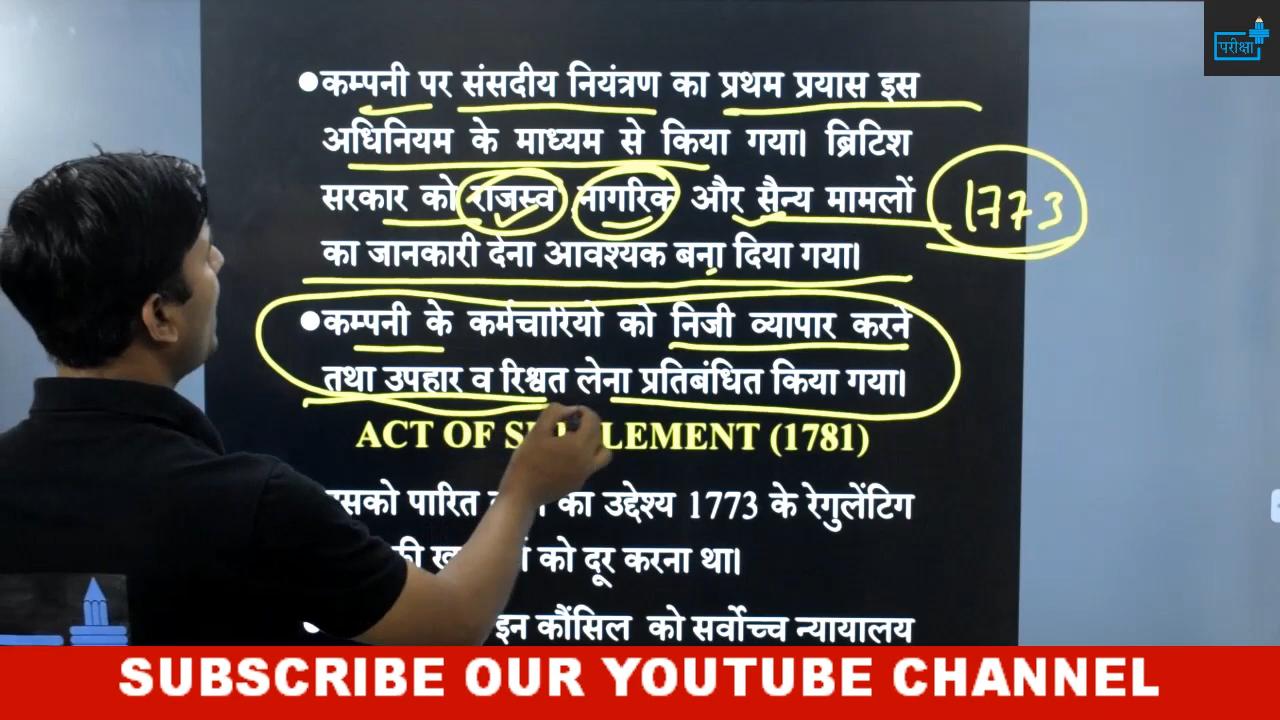 परीक्षा
●कम्पनी पर संसदीय नियंत्रण का प्रथम प्रयास इस
अधिनियम के माध्यम से किया गया। ब्रिटिश
सरकार को राजस्व नागरिक और सैन्य मामलों
1773
का जानकारी देना आवश्यक बना दिया गया।
●कम्पनी के कर्मचारियो को निजी व्यापार करने
तथा उपहार व रिश्वत लेना प्रतिबंधित किया गया।
ACT OF SETTLEMENT (1781)
पारित का उद्देश्य 1773 के रेगुलेंटिग
को दूर करना था।
इन कौंसिल को सर्वोच्च न्यायालय
SUBSCRIBE OUR YOUTUBE CHANNEL